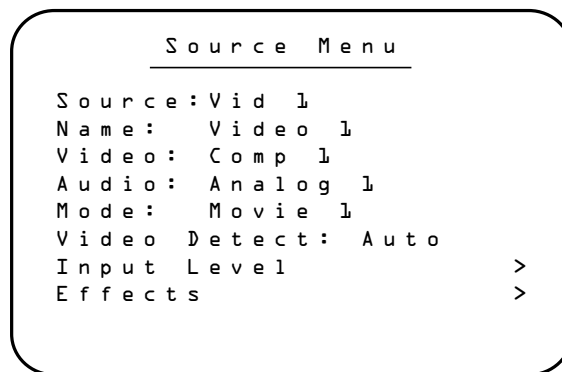 Source Menu
Source:Vid 1
Name: Video 1
Video: Comp 1
Audio: Analog 1
Mode: Movie 1
Video Detect: Auto
Input Level >
Effects >